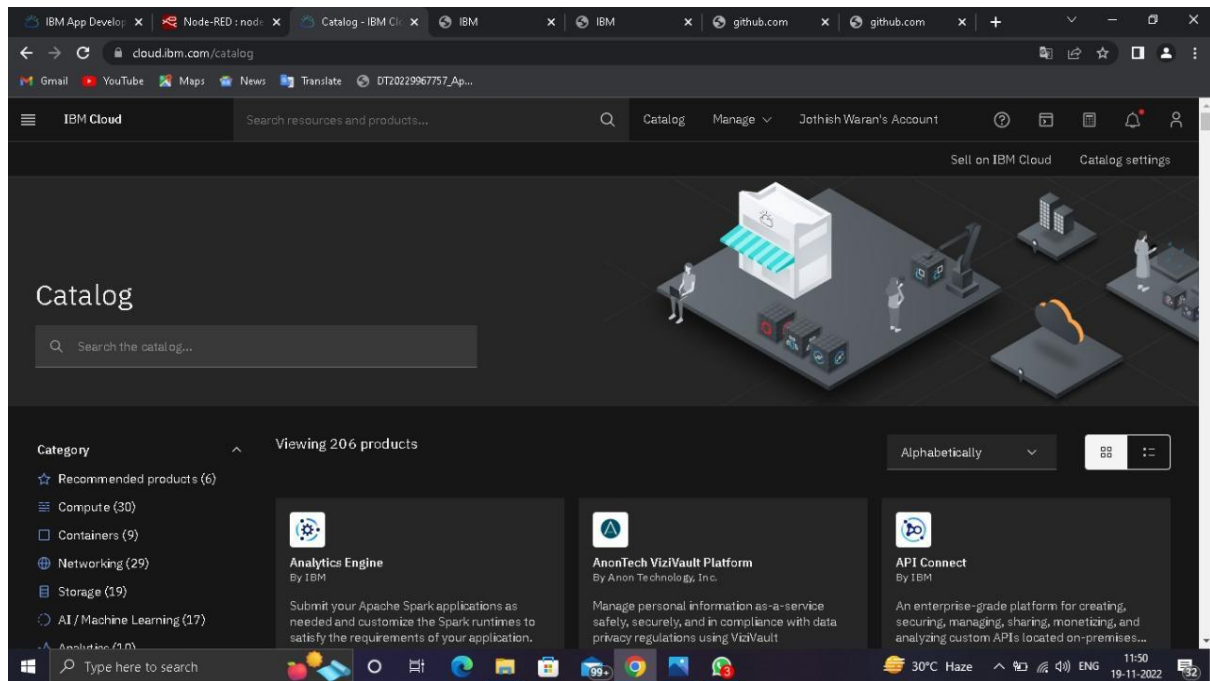 IBM App Develop
Node-RED : node
Catalog - IBM Clo
IBM
IBM
github.com
github.com
cloud.ibm.com/catalog
Gmail YouTube Maps News Translate DT20229967757_Ap...
IBM Cloud Search resources and products... Catalog Manage Jothish Waran's Account
Sell on IBM Cloud Catalog settings
Catalog
Search the catalog...
Category
Recommended products (6)
Compute (30)
Containers (9)
Networking (29)
Storage (19)
AI / Machine Learning (17)
Viewing 206 products
Alphabetically
Analytics Engine
By IBM
Submit your Apache Spark applications as
needed and customize the Spark runtimes to
satisfy the requirements of your application.
AnonTech ViziVault Platform
By Anon Technology, Inc.
Manage personal information as-a-service
safely, securely, and in compliance with data
privacy regulations using ViziVault
API Connect
By IBM
An enterprise-grade platform for creating,
securing, managing, sharing, monetizing, and
analyzing custom APIs located on-premises...
Type here to search
99+
3
30°C Haze
ENG
11:50
19-11-2022
32